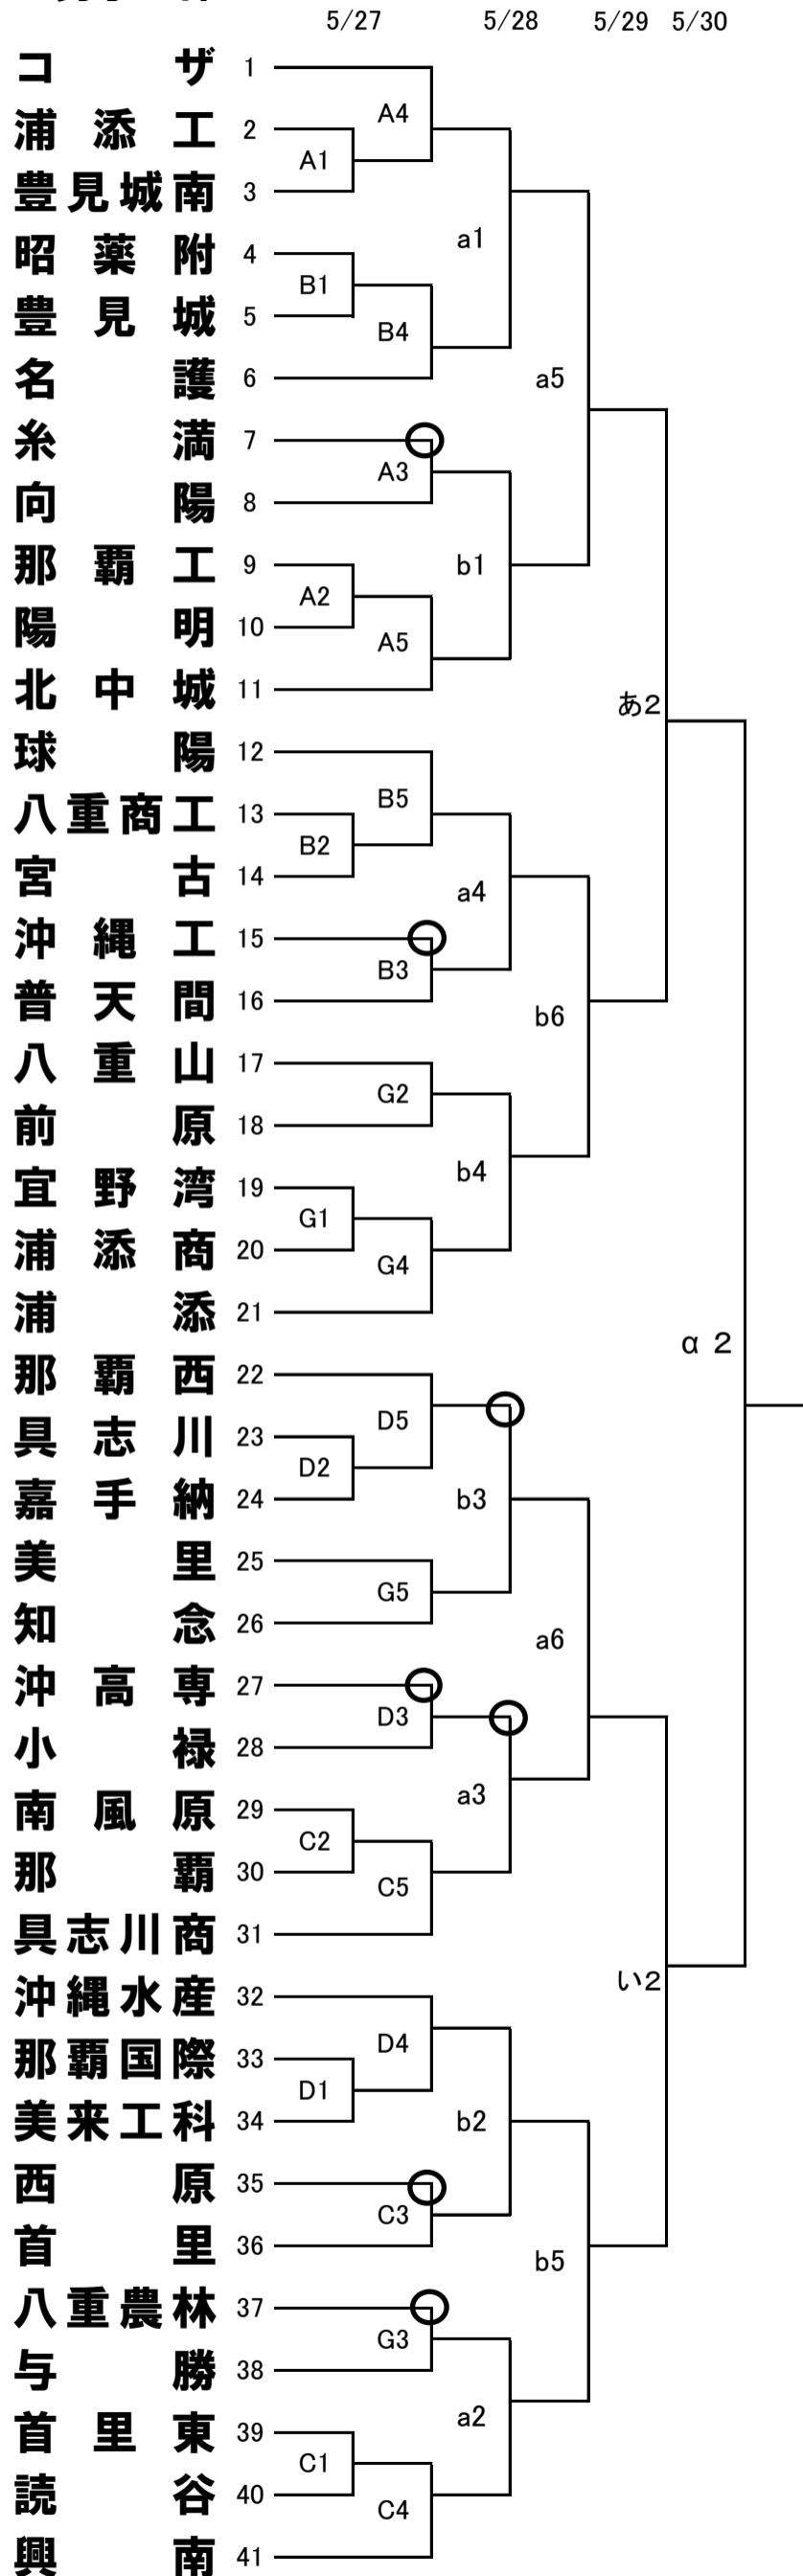 5/27 5/28 5/29 5/30
コザ 1
A4
浦添工 2
A1
豊見城南 3
a1
昭薬附 4
B1
豊見城 5
B4
名護 6
a5
糸満 7
A3
向陽 8
那覇工 9
b1
A2
陽明 10
A5
北中城 11
あ2
球陽 12
B5
八重商工 13
B2
宮古 14
a4
沖縄工 15
B3
普天間 16
b6
八重山 17
G2
前原 18
b4
宜野湾 19
G1
浦添商 20
G4
浦添 21
α 2
那覇西 22
D5
具志川 23
D2
嘉手納 24
b3
美里 25
G5
知念 26
a6
沖高専 27
D3
小禄 28
a3
南風原 29
C2
那覇 30
C5
具志川商 31
い2
沖縄水産 32
D4
那覇国際 33
D1
美来工科 34
b2
西原 35
C3
首里 36
b5
八重農林 37
G3
与勝 38
a2
首里東 39
C1
読谷 40
C4
興南 41